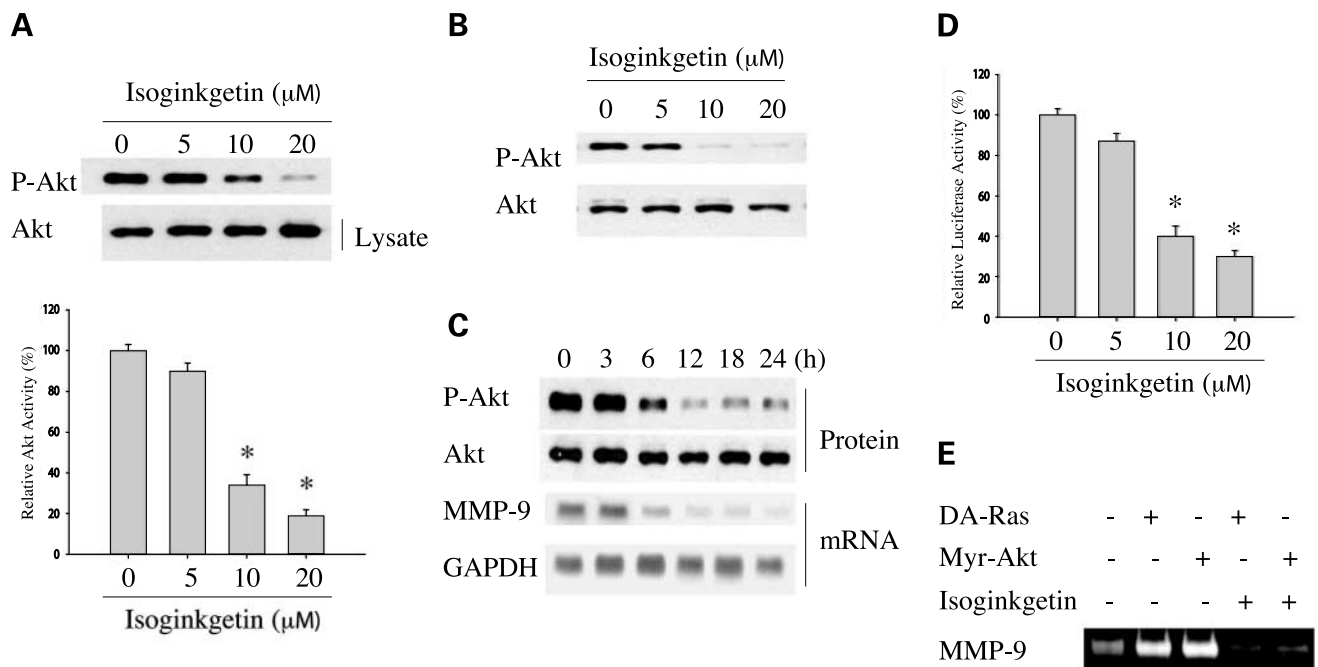 A
Isoginkgetin (μM)
0 5 10 20
P-Akt
Akt
Lysate
120
100
80
60
40
20
0
Relative Akt Activity (%)
*
*
0 5 10 20
Isoginkgetin (μM)
B
Isoginkgetin (μM)
0 5 10 20
P-Akt
Akt
C
0 3 6 12 18 24 (h)
P-Akt
Akt
Protein
MMP-9
GAPDH
mRNA
D
120
100
80
60
40
20
0
Relative Luciferase Activity (%)
*
*
0 5 10 20
Isoginkgetin (μM)
E
DA-Ras - + - + -
Myr-Akt - - + - +
Isoginkgetin - - - + +
MMP-9